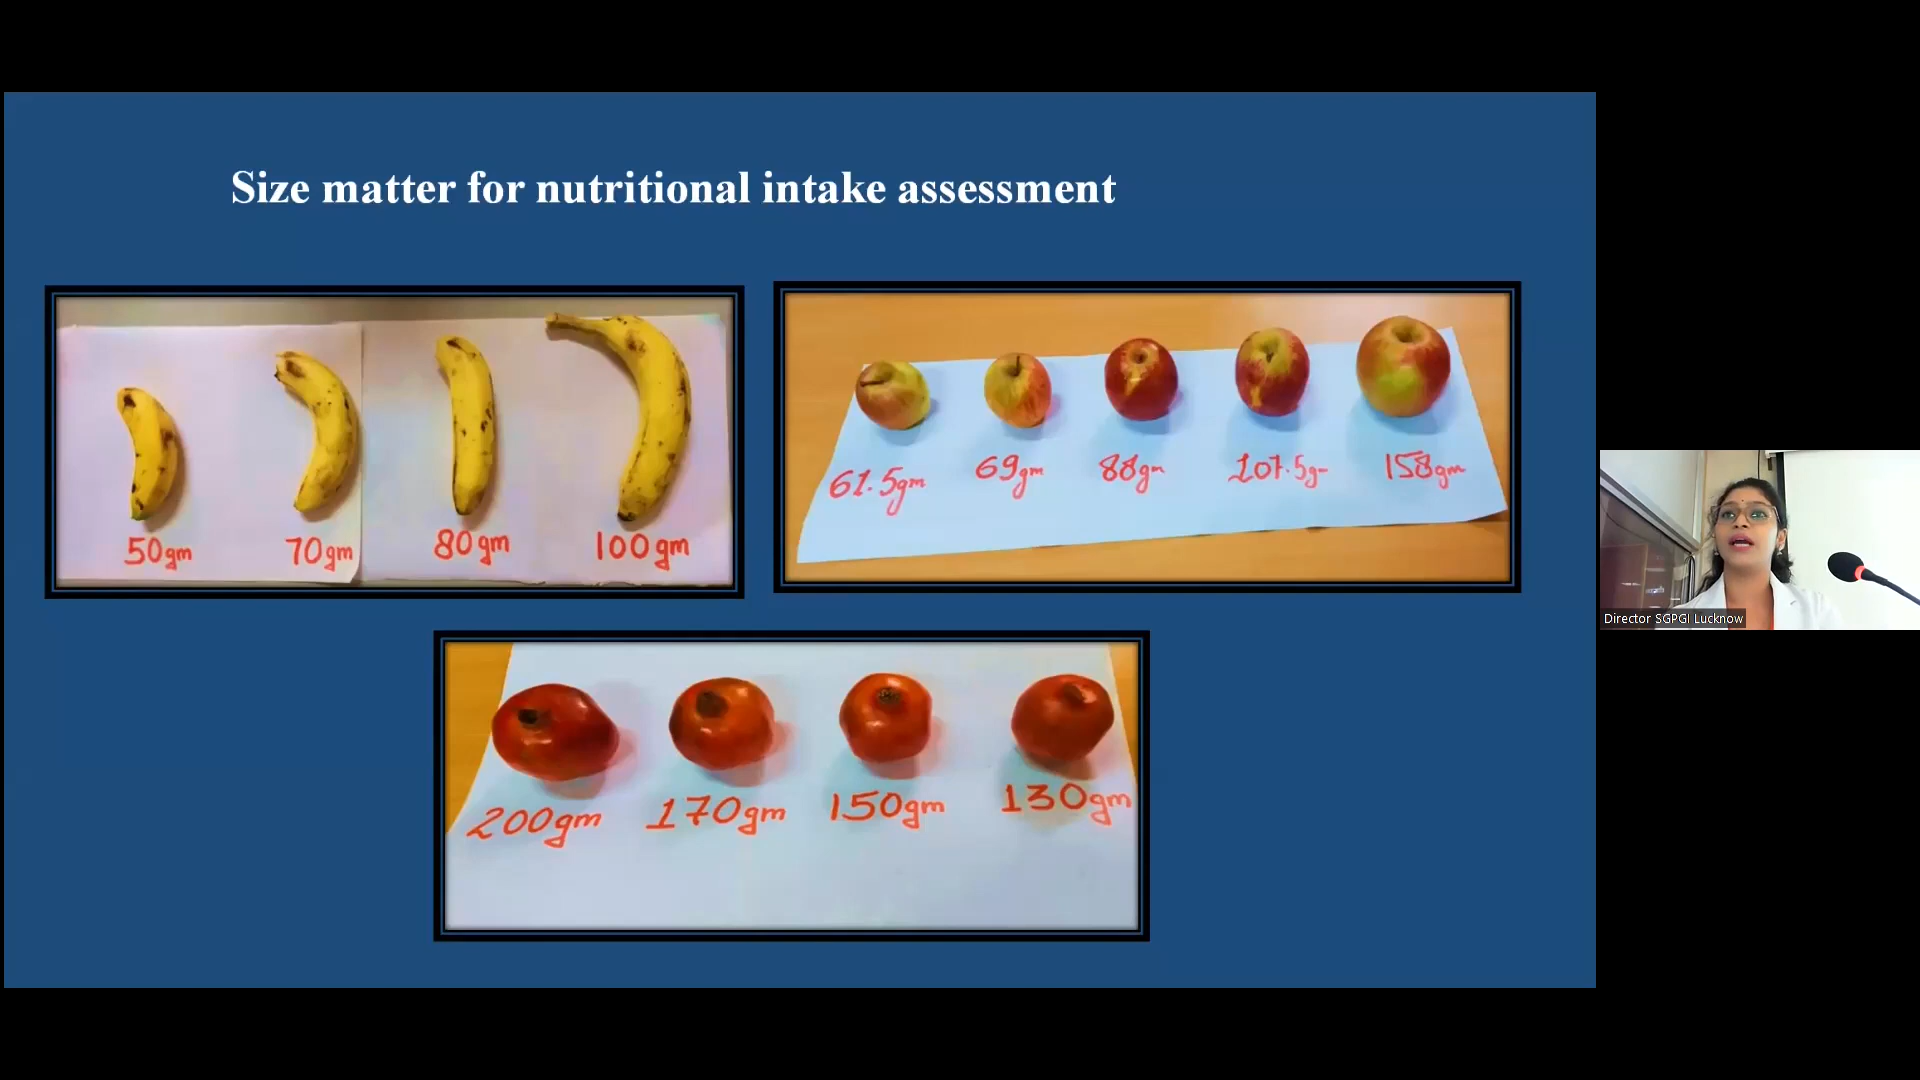 Size matter for nutritional intake assessment
50gm 70gm 80gm 100gm
61.5gm 69gm 88gm 107.5gm 158gm
200gm 170gm 150gm 130gm
Director SGPGI Lucknow